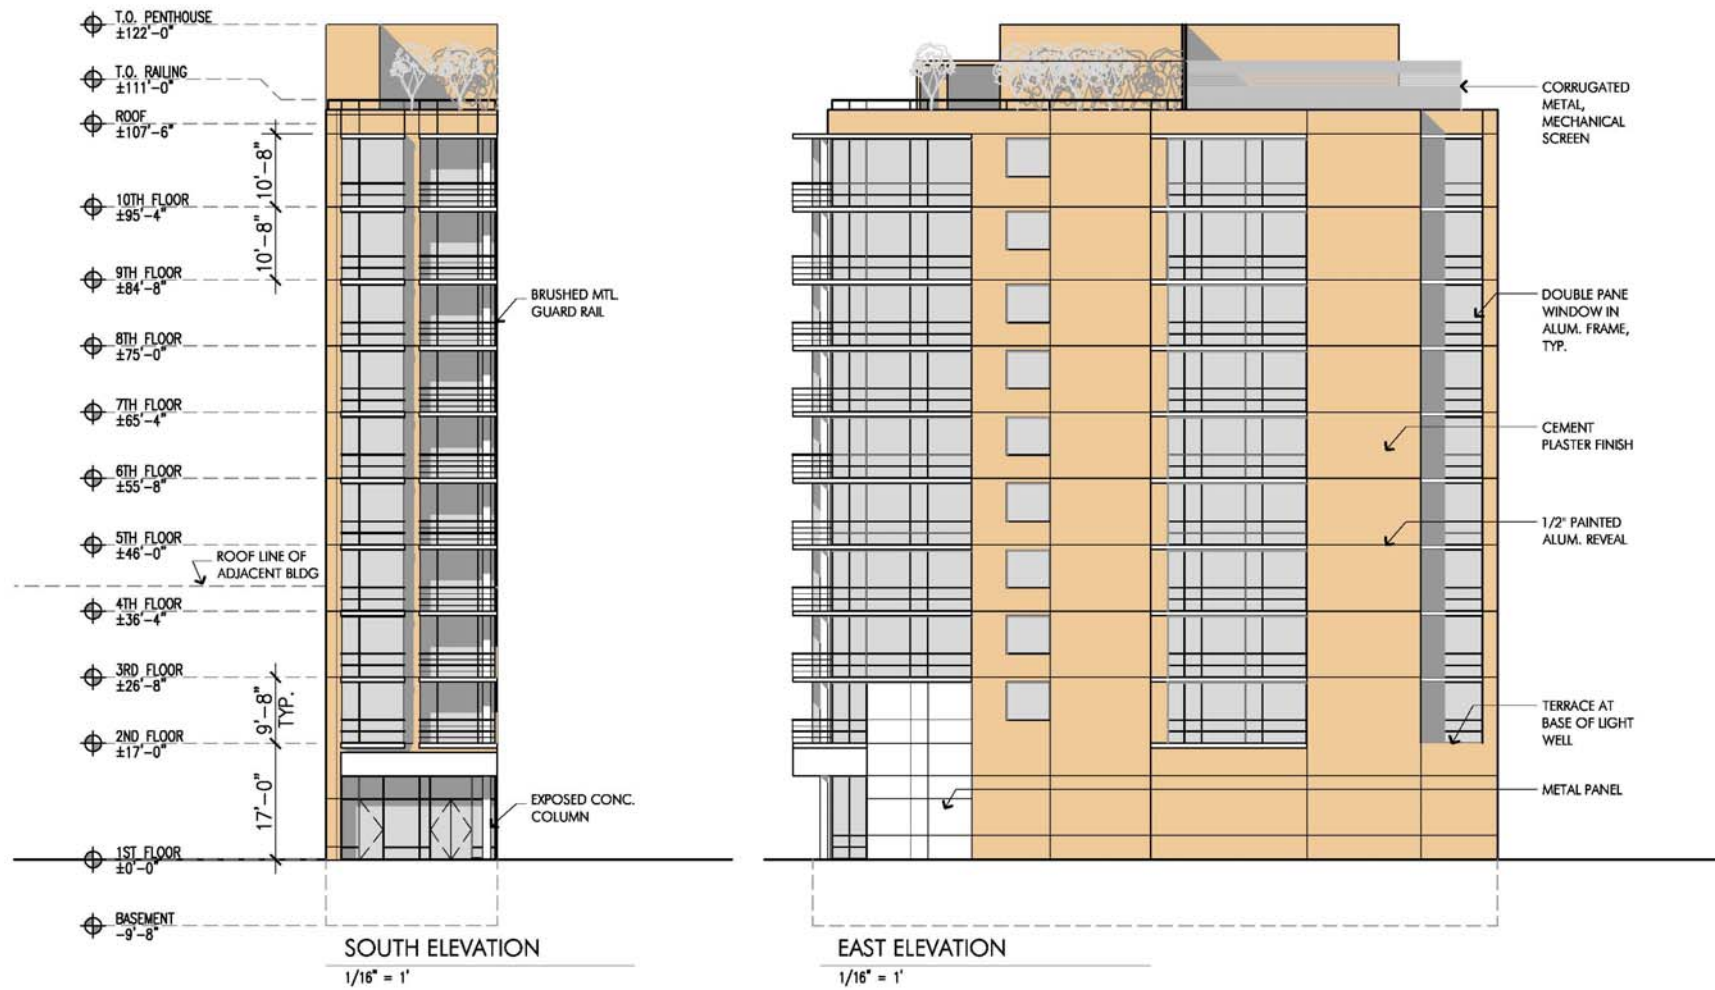 T.O. PENTHOUSE
±122'-0"
T.O. RAILING
±111'-0"
ROOF
±107'-6"
10'-8"
10TH FLOOR
±95'-4"
10'-8"
9TH FLOOR
±84'-8"
8TH FLOOR
±75'-0"
7TH FLOOR
±65'-4"
6TH FLOOR
±55'-8"
5TH FLOOR
±46'-0"
ROOF LINE OF
ADJACENT BLDG
4TH FLOOR
±36'-4"
3RD FLOOR
±26'-8"
9'-8"
TYP.
2ND FLOOR
±17'-0"
17'-0"
1ST FLOOR
±0'-0"
BASEMENT
-9'-8"
BRUSHED MTL.
GUARD RAIL
EXPOSED CONC.
COLUMN
SOUTH ELEVATION
1/16" = 1'
CORRUGATED
METAL,
MECHANICAL
SCREEN
DOUBLE PANE
WINDOW IN
ALUM. FRAME,
TYP.
CEMENT
PLASTER FINISH
1/2" PAINTED
ALUM. REVEAL
TERRACE AT
BASE OF LIGHT
WELL
METAL PANEL
EAST ELEVATION
1/16" = 1'